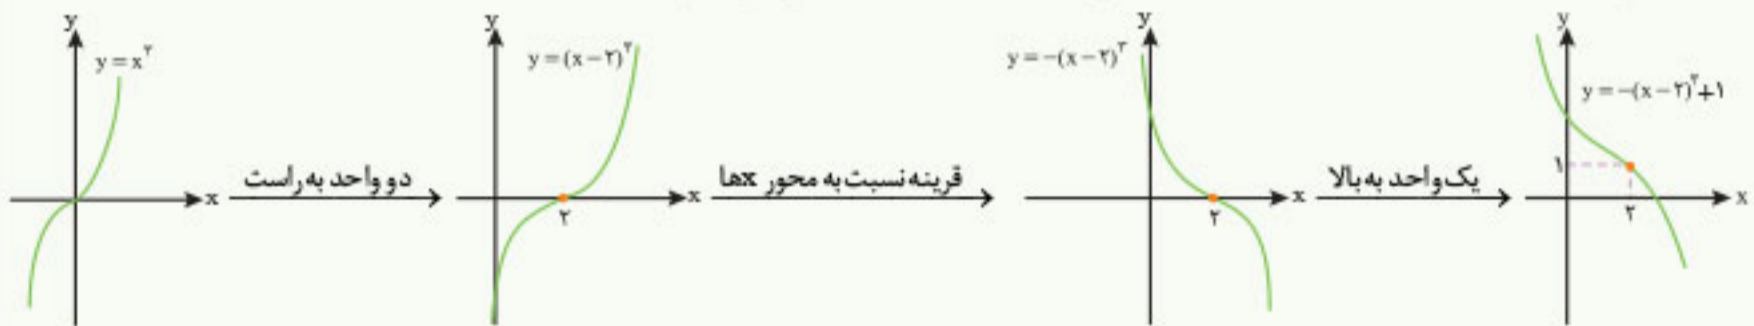 y
y = x^۳
x
دو واحد به راست
y
y = (x − ۲)^۳
x
۲
قرینه نسبت به محور xها
y
y = −(x − ۲)^۳
x
۲
یک واحد به بالا
y
y = −(x − ۲)^۳ + ۱
۱
x
۲